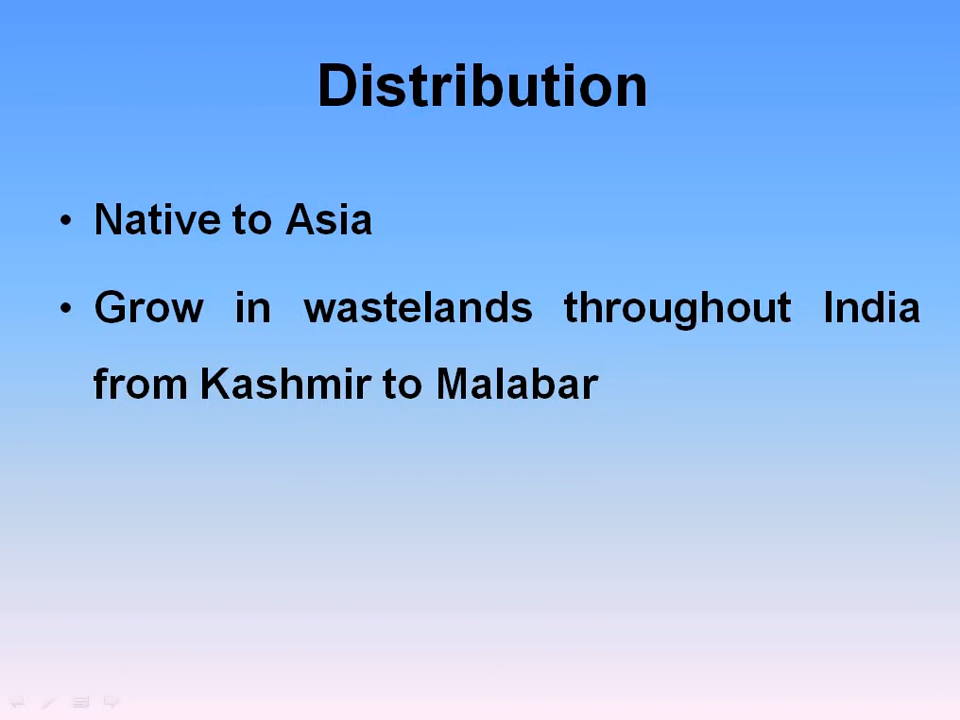 Distribution
• Native to Asia
• Grow in wastelands throughout India
from Kashmir to Malabar